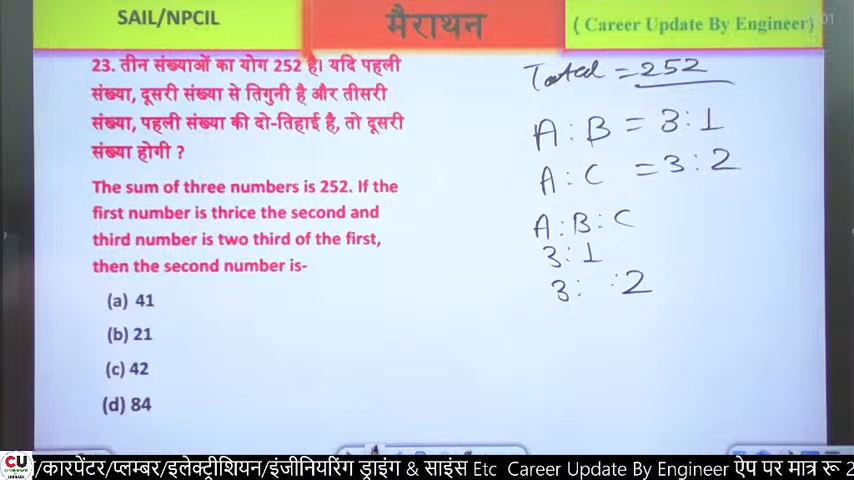 SAIL/NPCIL
मैराथन
( Career Update By Engineer)
01
23. तीन संख्याओं का योग 252 है। यदि पहली
संख्या, दूसरी संख्या से तिगुनी है और तीसरी
संख्या, पहली संख्या की दो-तिहाई है, तो दूसरी
संख्या होगी ?
The sum of three numbers is 252. If the
first number is thrice the second and
third number is two third of the first,
then the second number is-
(a) 41
(b) 21
(c) 42
(d) 84
Total = 252
A : B = 3 : 1
A : C = 3 : 2
A : B : C
3 : 1
3 : : 2
CU
/कारपेंटर/प्लम्बर/इलेक्ट्रीशियन/इंजीनियरिंग ड्राइंग & साइंस Etc Career Update By Engineer ऐप पर मात्र रू 2